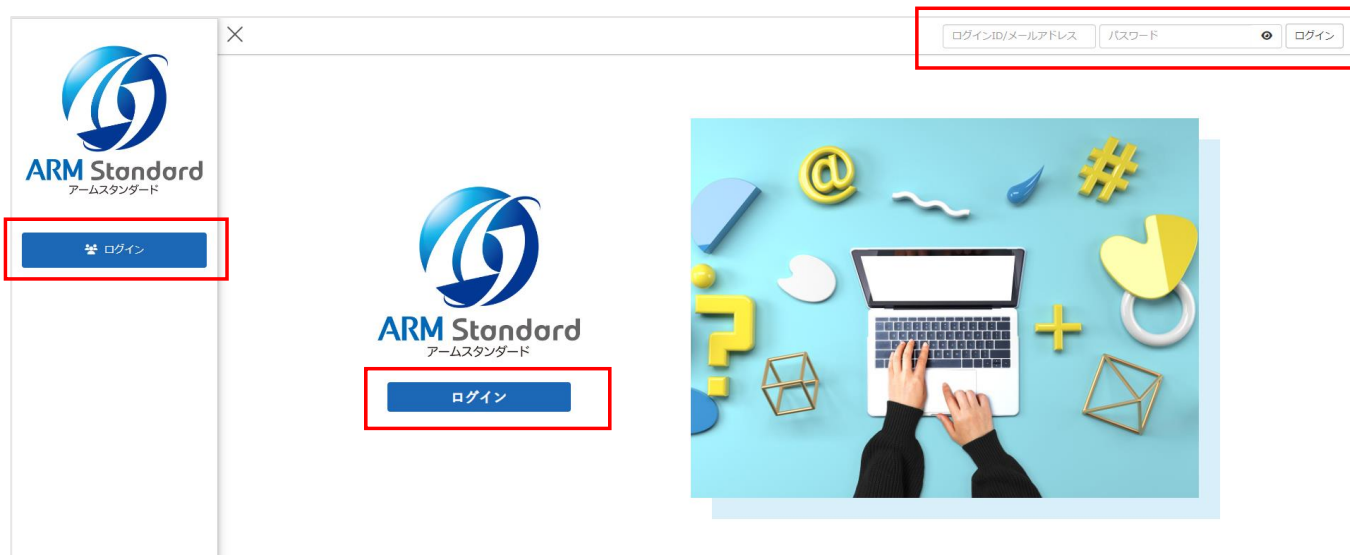 ARM Standard
アームスタンダード
ログイン
ログインID/メールアドレス
パスワード
ログイン
ARM Standard
アームスタンダード
ログイン
@
#
?
+